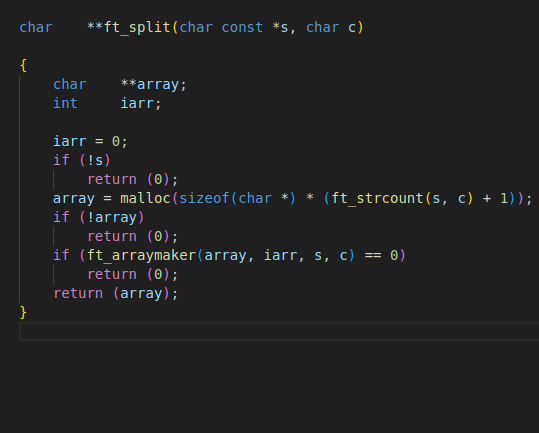 char    **ft_split(char const *s, char c)
{
    char    **array;
    int     iarr;
    iarr = 0;
    if (!s)
        return (0);
    array = malloc(sizeof(char *) * (ft_strcount(s, c) + 1));
    if (!array)
        return (0);
    if (ft_arraymaker(array, iarr, s, c) == 0)
        return (0);
    return (array);
}